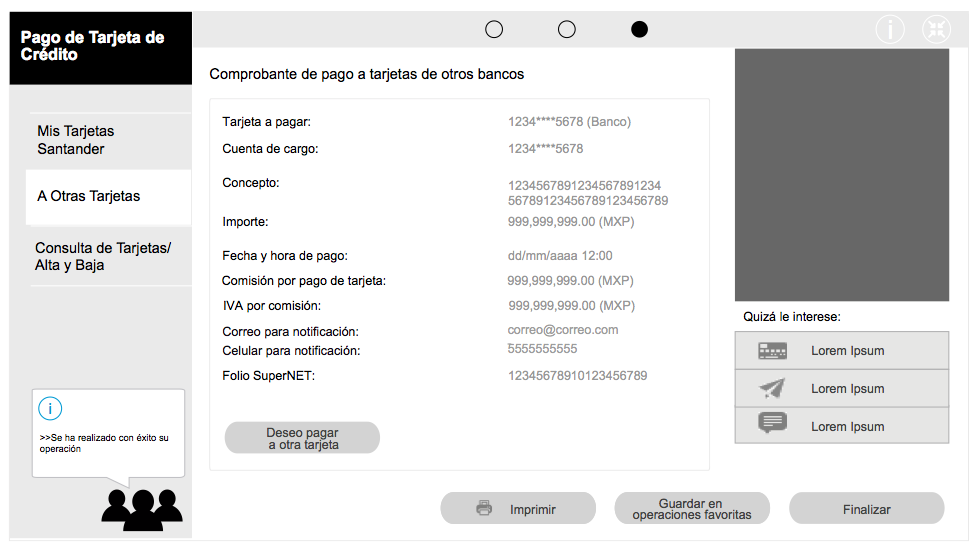 Pago de Tarjeta de
Crédito
Mis Tarjetas
Santander
A Otras Tarjetas
Consulta de Tarjetas/
Alta y Baja
i
>>Se ha realizado con éxito su
operación
i
Comprobante de pago a tarjetas de otros bancos
Tarjeta a pagar: 1234****5678 (Banco)
Cuenta de cargo: 1234****5678
Concepto: 1234567891234567891234
5678912345678912345678​9
Importe: 999,999,999.00 (MXP)
Fecha y hora de pago: dd/mm/aaaa 12:00
Comisión por pago de tarjeta: 999,999,999.00 (MXP)
IVA por comisión: 999,999,999.00 (MXP)
Correo para notificación: correo@correo.com
Celular para notificación: 5555555555
Folio SuperNET: 12345678910123456789
Deseo pagar
a otra tarjeta
Imprimir
Guardar en
operaciones favoritas
Finalizar
Quizá le interese:
Lorem Ipsum
Lorem Ipsum
Lorem Ipsum